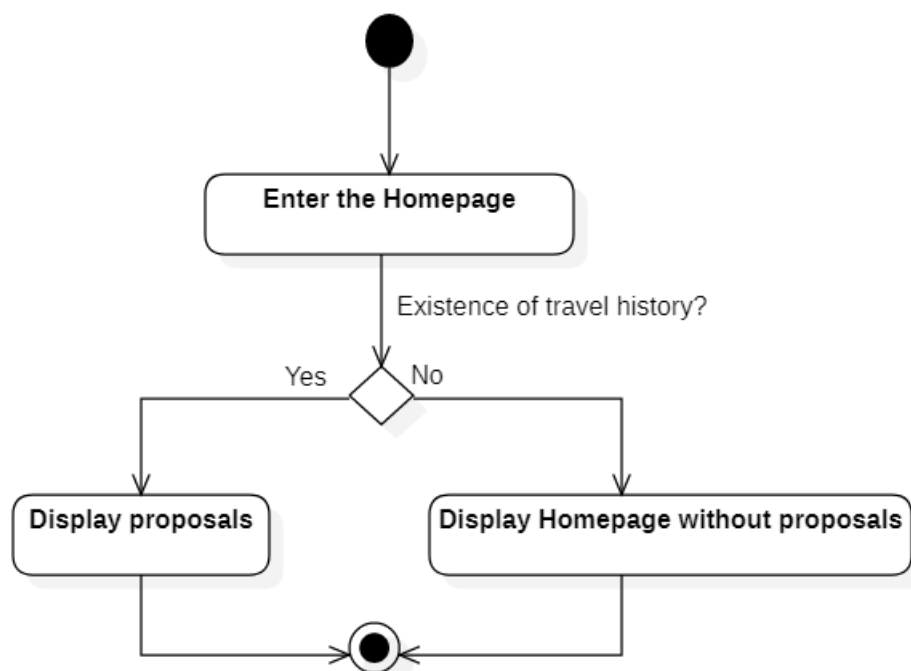 Enter the Homepage
Existence of travel history?
Yes
No
Display proposals
Display Homepage without proposals